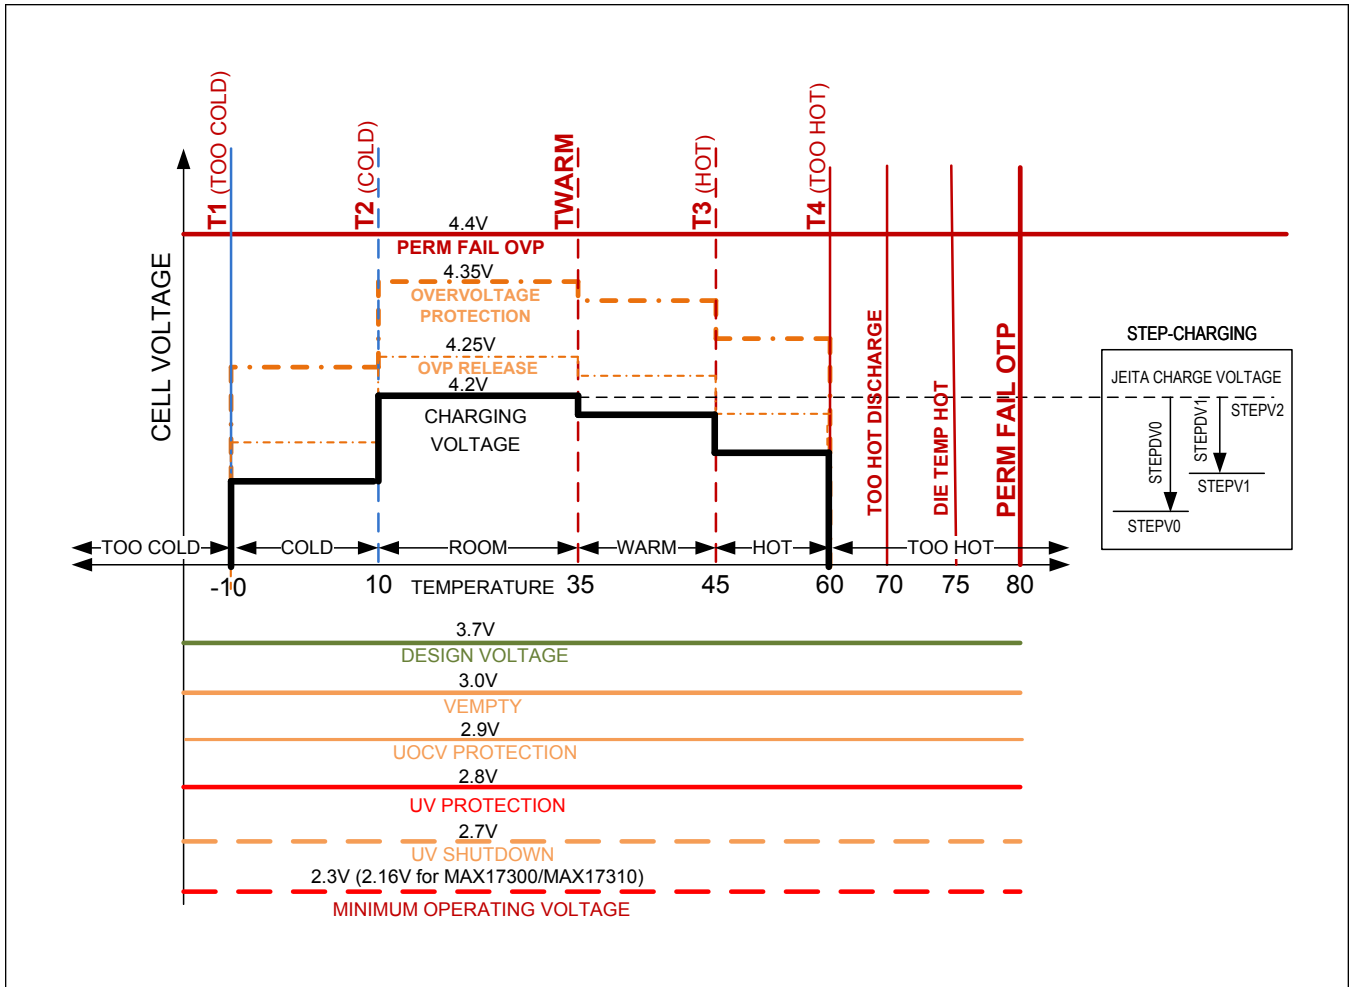 T1 (TOO COLD)
T2 (COLD)
TWARM
T3 (HOT)
T4 (TOO HOT)
CELL VOLTAGE
4.4V
PERM FAIL OVP
4.35V
OVERVOLTAGE
PROTECTION
4.25V
OVP RELEASE
4.2V
CHARGING
VOLTAGE
TOO HOT DISCHARGE
DIE TEMP HOT
PERM FAIL OTP
STEP-CHARGING
JEITA CHARGE VOLTAGE
STEPDV0
STEPDV1
STEPV2
STEPV1
STEPV0
TOO COLD
COLD
ROOM
WARM
HOT
TOO HOT
-10
10
TEMPERATURE
35
45
60
70
75
80
3.7V
DESIGN VOLTAGE
3.0V
VEMPTY
2.9V
UOCV PROTECTION
2.8V
UV PROTECTION
2.7V
UV SHUTDOWN
2.3V (2.16V for MAX17300/MAX17310)
MINIMUM OPERATING VOLTAGE